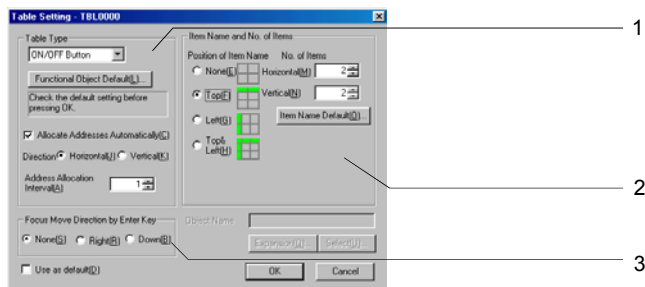 Table Setting - TBL0000
Table Type
ON/OFF Button
Functional Object Default(L)...
Check the default setting before
pressing OK.
Allocate Addresses Automatically(C)
Direction Horizontal(J) Vertical(K)
Address Allocation
Interval(A) 1
Focus Move Direction by Enter Key
None(S) Right(R) Down(B)
Use as default(D)
Item Name and No. of Items
Position of Item Name No. of Items
None(E) Horizontal(M) 2
Top(F) Vertical(N) 2
Left(G) Item Name Default(O)...
Top&
Left(H)
Object Name
Expansion(Q)... Select(U)...
OK Cancel
1
2
3